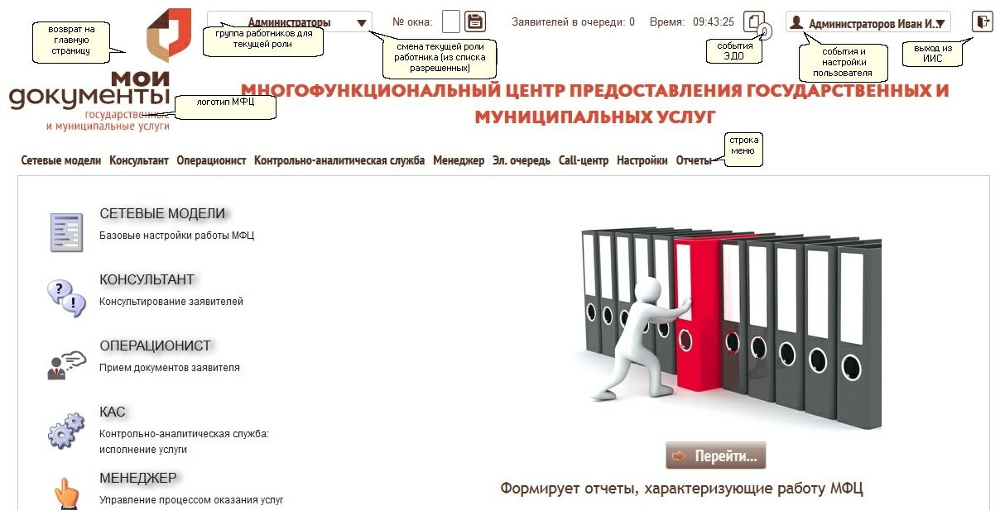 возврат на
главную
страницу
Администраторы
группа работников для
текущей роли
№ окна:
смена текущей роли
работника (из списка
разрешенных)
Заявителей в очереди: 0
Время: 09:43:25
0
события
ЭДО
Администраторов Иван И...
события и
настройки
пользователя
выход из
ИИС
мои
документы
государственные
и муниципальные услуги
логотип МФЦ
МНОГОФУНКЦИОНАЛЬНЫЙ ЦЕНТР ПРЕДОСТАВЛЕНИЯ ГОСУДАРСТВЕННЫХ И
МУНИЦИПАЛЬНЫХ УСЛУГ
строка
меню
Сетевые модели Консультант Операционист Контрольно-аналитическая служба Менеджер Эл. очередь Call-центр Настройки Отчеты
СЕТЕВЫЕ МОДЕЛИ
Базовые настройки работы МФЦ
КОНСУЛЬТАНТ
Консультирование заявителей
ОПЕРАЦИОНИСТ
Прием документов заявителя
КАС
Контрольно-аналитическая служба:
исполнение услуги
МЕНЕДЖЕР
Управление процессом оказания услуг
Перейти...
Формирует отчеты, характеризующие работу МФЦ